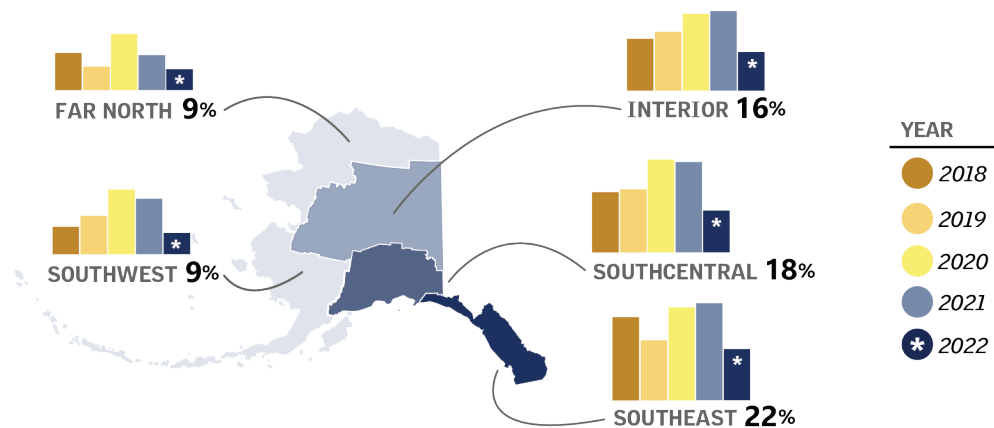 *
FAR NORTH 9%
*
INTERIOR 16%
*
SOUTHWEST 9%
*
SOUTHCENTRAL 18%
*
SOUTHEAST 22%
YEAR
2018
2019
2020
2021
* 2022